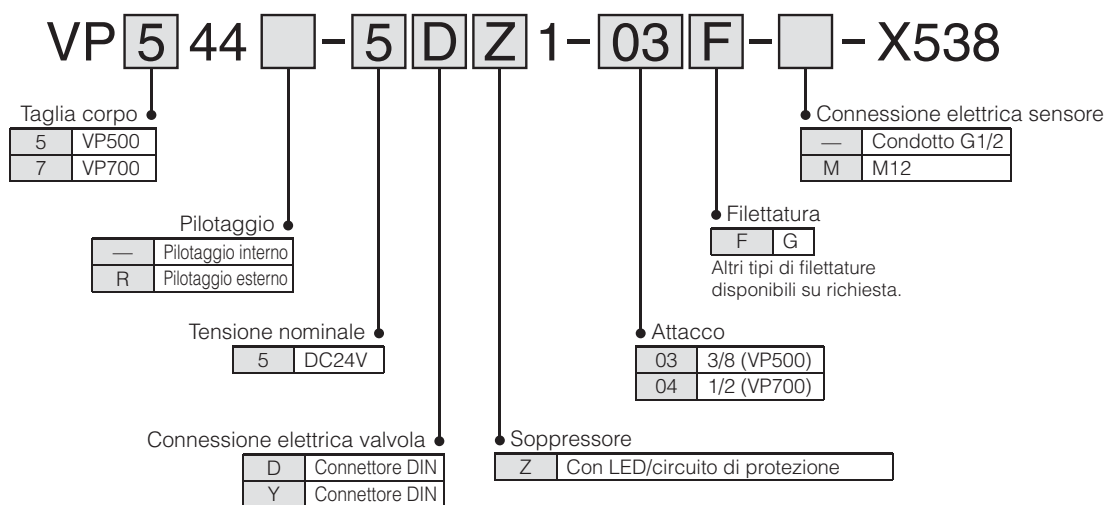 VP 5 44 - 5 D Z 1- 03 F - - X538
Taglia corpo
5 VP500
7 VP700
Connessione elettrica sensore
— Condotto G1/2
M M12
Pilotaggio
— Pilotaggio interno
R Pilotaggio esterno
Filettatura
F G
Altri tipi di filettature
disponibili su richiesta.
Tensione nominale
5 DC24V
Attacco
03 3/8 (VP500)
04 1/2 (VP700)
Connessione elettrica valvola
D Connettore DIN
Y Connettore DIN
Soppressore
Z Con LED/circuito di protezione